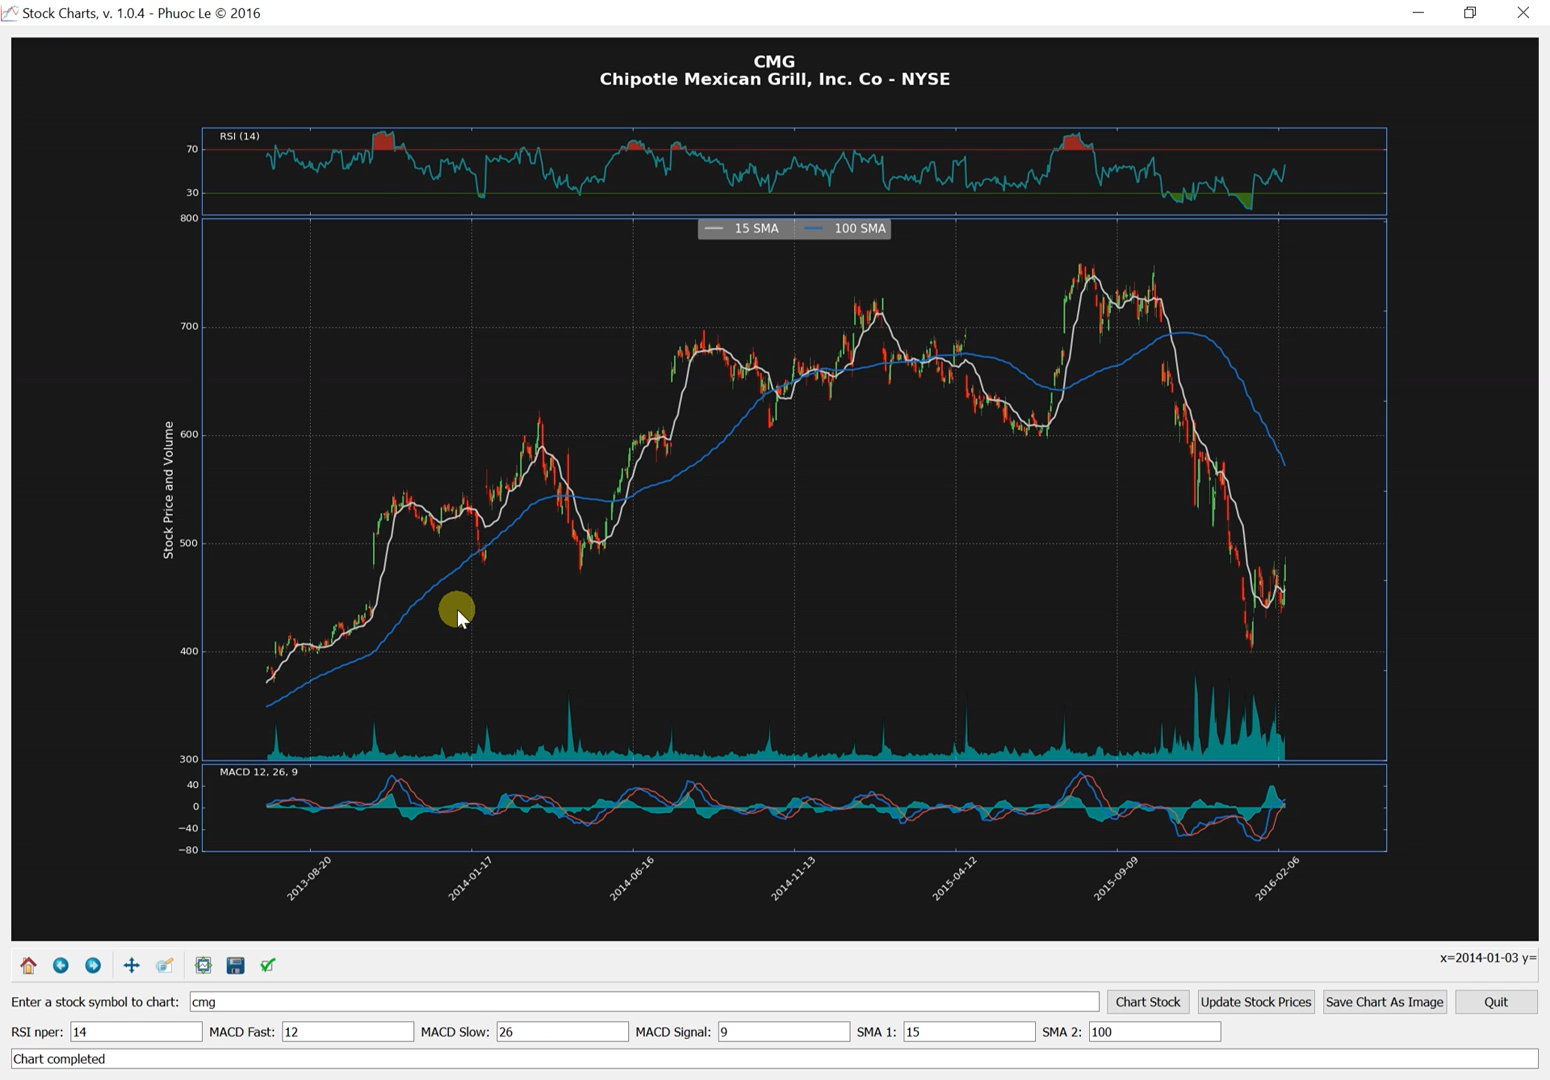 Stock Charts, v. 1.0.4 - Phuoc Le © 2016
CMG
Chipotle Mexican Grill, Inc. Co - NYSE
RSI (14)
70
30
800
15 SMA 100 SMA
700
600
Stock Price and Volume
500
400
300
MACD 12, 26, 9
40
0
−40
−80
2013-08-20 2014-01-17 2014-06-16 2014-11-13 2015-04-12 2015-09-09 2016-02-06
x=2014-01-03 y=
Enter a stock symbol to chart: cmg Chart Stock Update Stock Prices Save Chart As Image Quit
RSI nper: 14 MACD Fast: 12 MACD Slow: 26 MACD Signal: 9 SMA 1: 15 SMA 2: 100
Chart completed